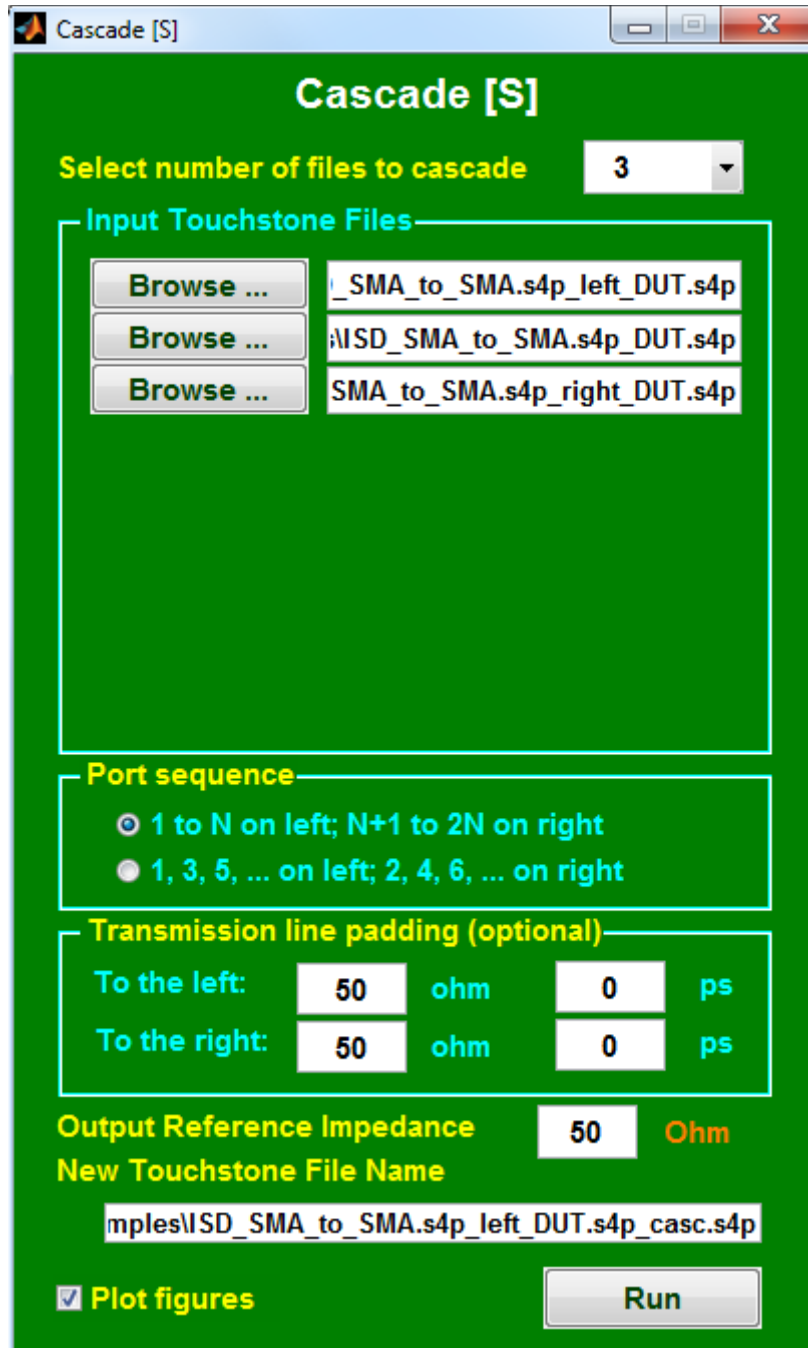 Cascade [S]
Cascade [S]
Select number of files to cascade 3
Input Touchstone Files
Browse ... _SMA_to_SMA.s4p_left_DUT.s4p
Browse ... \ISD_SMA_to_SMA.s4p_DUT.s4p
Browse ... SMA_to_SMA.s4p_right_DUT.s4p
Port sequence
1 to N on left; N+1 to 2N on right
1, 3, 5, ... on left; 2, 4, 6, ... on right
Transmission line padding (optional)
To the left: 50 ohm 0 ps
To the right: 50 ohm 0 ps
Output Reference Impedance 50 Ohm
New Touchstone File Name
mples\ISD_SMA_to_SMA.s4p_left_DUT.s4p_casc.s4p
Plot figures Run